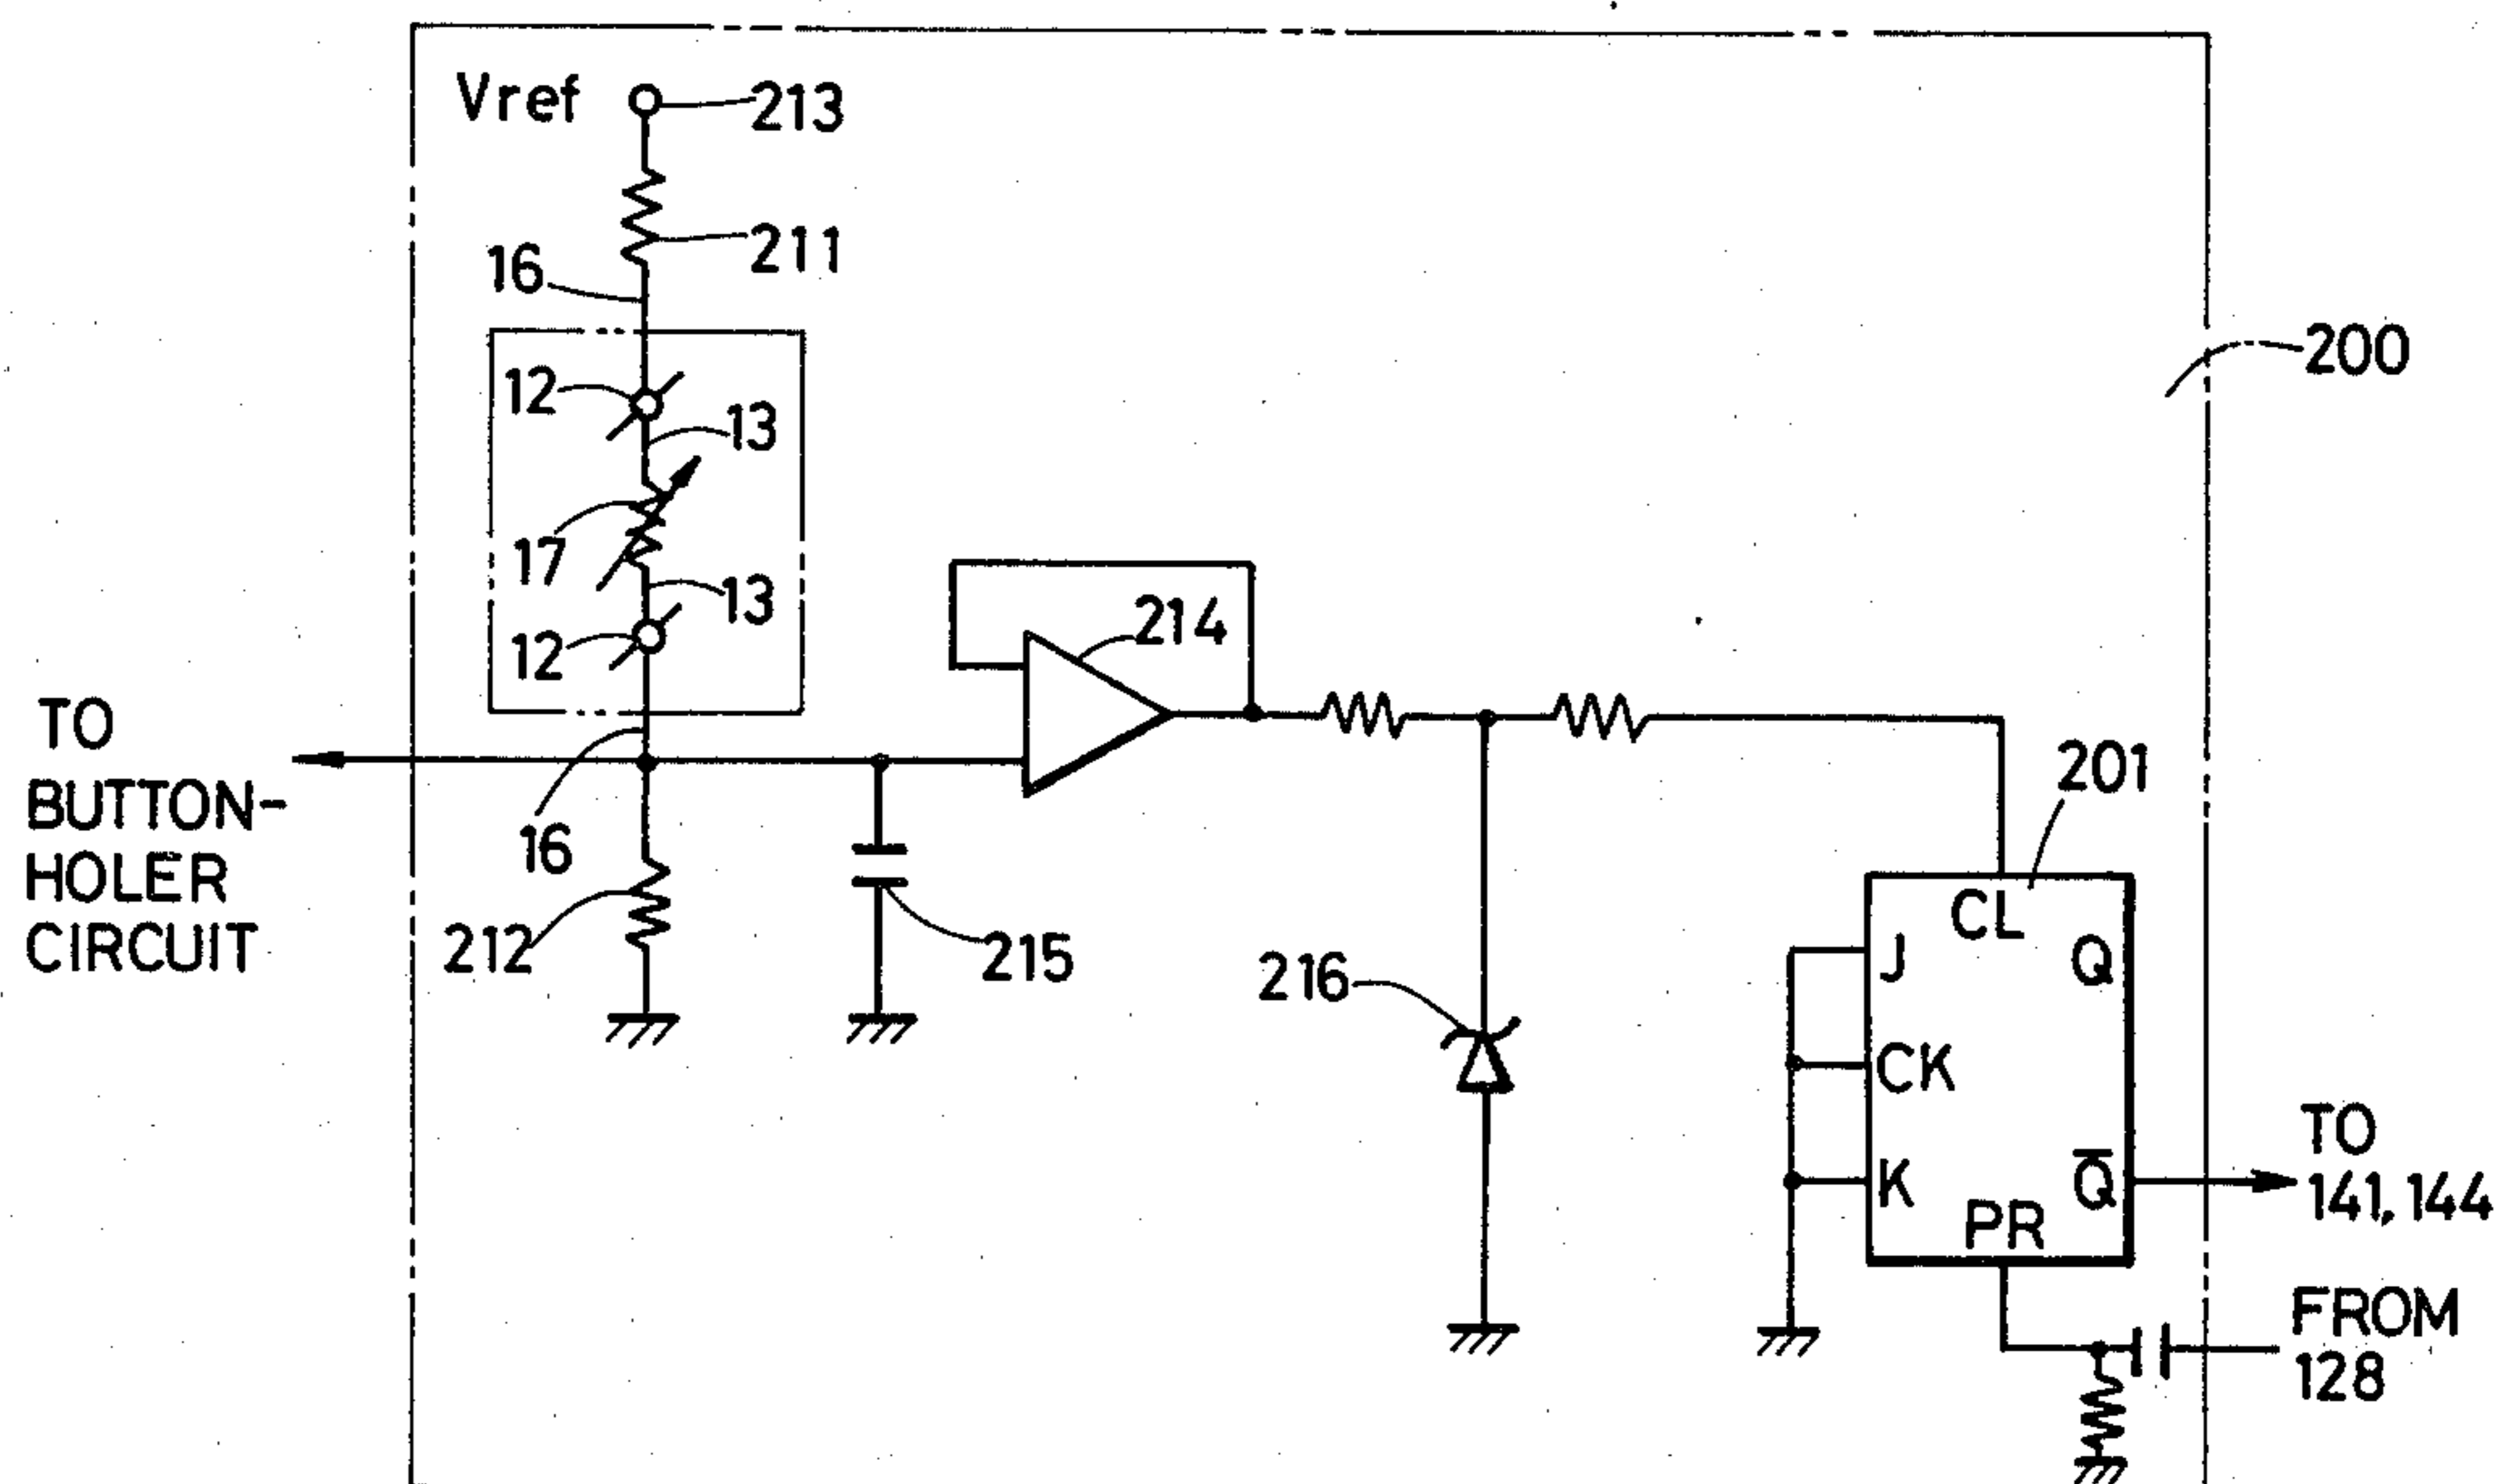 Vref
213
211
16
200
12
13
17
13
12
214
TO
BUTTON-
HOLER
CIRCUIT
16
212
215
201
216
CL
J
Q
CK
K
Q̅
PR
TO
141, 144
FROM
128